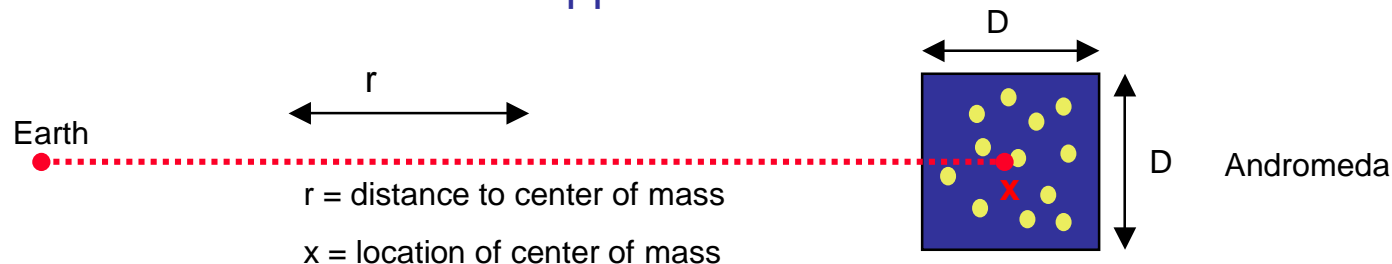 D
r
Earth
D
Andromeda
r = distance to center of mass
x
x = location of center of mass